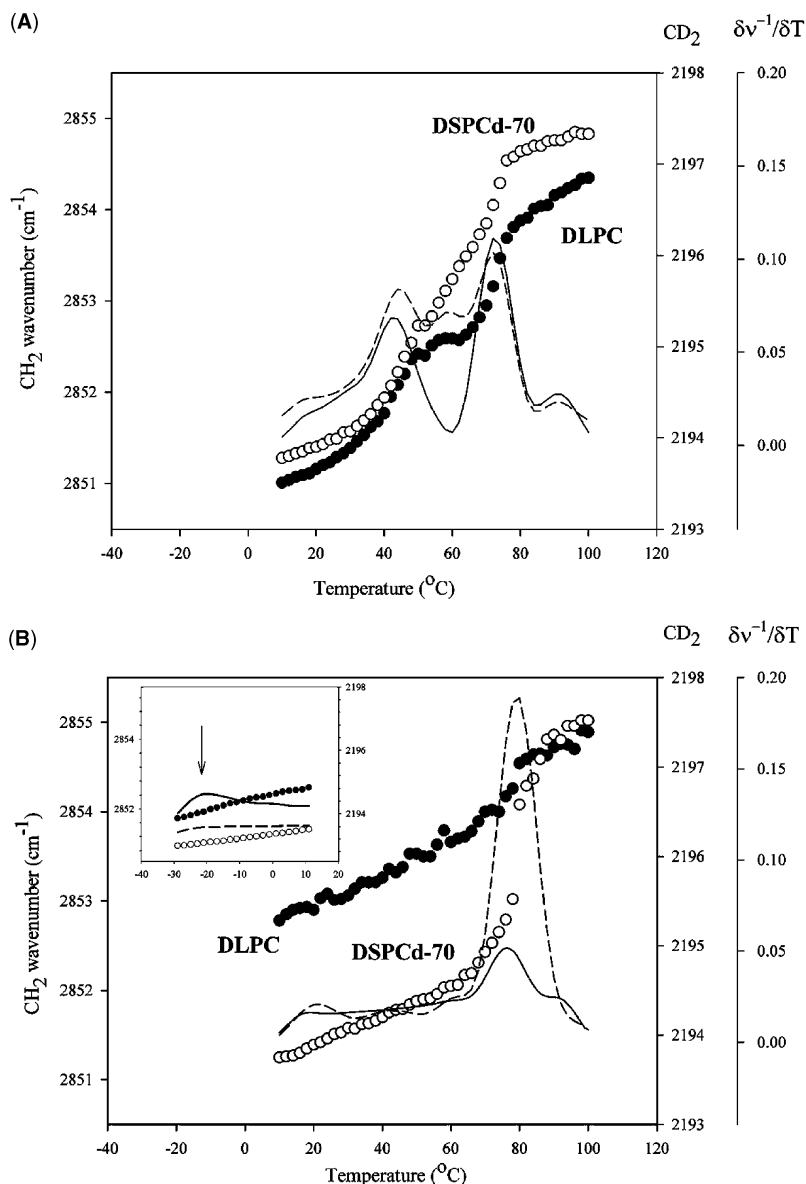 (A)
CD2 δν−1/δT
2198 0.20
2855
DSPCd-70
2197 0.15
2854
DLPC
2196 0.10
2853
2195 0.05
2852
2194 0.00
2851
2193
-40 -20 0 20 40 60 80 100 120
CH2 wavenumber (cm-1)
Temperature (oC)
(B)
CD2 δν−1/δT
2198 0.20
2855
2197 0.15
2854
2196 0.10
2853
DLPC
DSPCd-70
2195 0.05
2852
2194 0.00
2851
2193
-40 -20 0 20 40 60 80 100 120
CH2 wavenumber (cm-1)
Temperature (oC)
2198
2854
2196
2852
2194
-40 -30 -20 -10 0 10 20